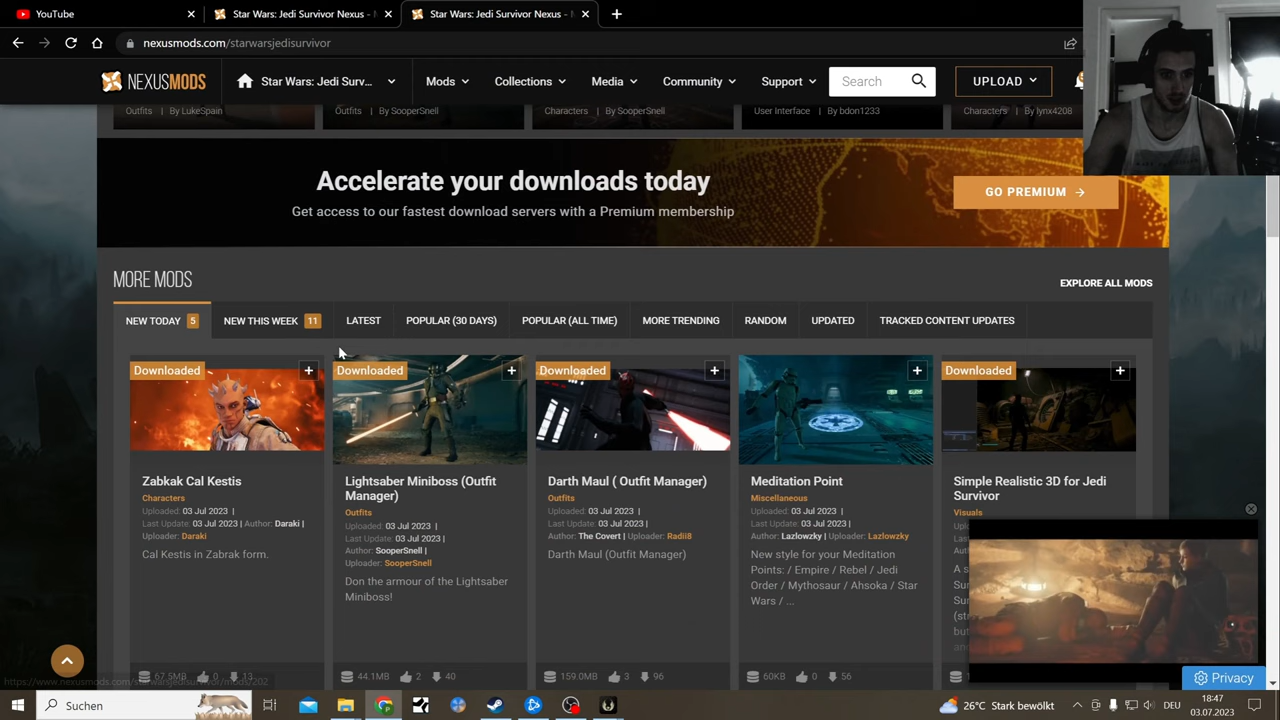 YouTube
Star Wars: Jedi Survivor Nexus -
Star Wars: Jedi Survivor Nexus -
nexusmods.com/starwarsjedisurvivor
NEXUSMODS
Star Wars: Jedi Surv...
Mods
Collections
Media
Community
Support
Search
UPLOAD
Outfits | By LukeSpain
Outfits | By SooperSnell
Characters | By SooperSnell
User Interface | By bdon1233
Characters | By lynx4208
Accelerate your downloads today
Get access to our fastest download servers with a Premium membership
GO PREMIUM
MORE MODS
EXPLORE ALL MODS
NEW TODAY 5
NEW THIS WEEK 11
LATEST
POPULAR (30 DAYS)
POPULAR (ALL TIME)
MORE TRENDING
RANDOM
UPDATED
TRACKED CONTENT UPDATES
Downloaded
Zabkak Cal Kestis
Characters
Uploaded: 03 Jul 2023 |
Last Update: 03 Jul 2023 | Author: Daraki |
Uploader: Daraki
Cal Kestis in Zabrak form.
67.5MB 0 13
Downloaded
Lightsaber Miniboss (Outfit
Manager)
Outfits
Uploaded: 03 Jul 2023 |
Last Update: 03 Jul 2023 |
Author: SooperSnell |
Uploader: SooperSnell
Don the armour of the Lightsaber
Miniboss!
44.1MB 2 40
Downloaded
Darth Maul ( Outfit Manager)
Outfits
Uploaded: 03 Jul 2023 |
Last Update: 03 Jul 2023 |
Author: The Covert | Uploader: Radii8
Darth Maul (Outfit Manager)
159.0MB 3 96
Meditation Point
Miscellaneous
Uploaded: 03 Jul 2023 |
Last Update: 03 Jul 2023 |
Author: Lazlowzky | Uploader: Lazlowzky
New style for your Meditation
Points: / Empire / Rebel / Jedi
Order / Mythosaur / Ahsoka / Star
Wars / ...
60KB 0 56
Downloaded
Simple Realistic 3D for Jedi
Survivor
Visuals
Privacy
https://www.nexusmods.com/starwarsjedisurvivor/mods/202
Suchen
26°C Stark bewölkt
DEU
18:47
03.07.2023